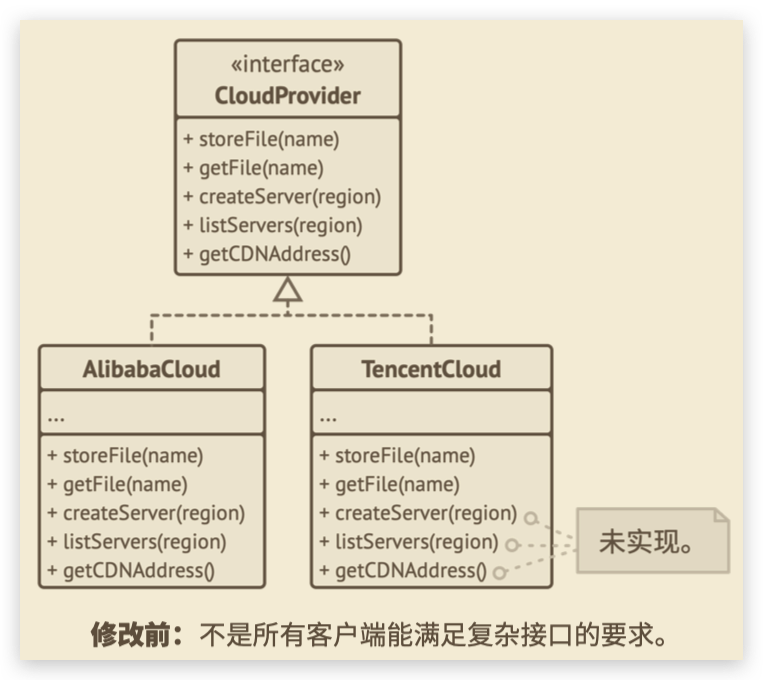 «interface»
CloudProvider
+ storeFile(name)
+ getFile(name)
+ createServer(region)
+ listServers(region)
+ getCDNAddress()
AlibabaCloud
...
+ storeFile(name)
+ getFile(name)
+ createServer(region)
+ listServers(region)
+ getCDNAddress()
TencentCloud
...
+ storeFile(name)
+ getFile(name)
+ createServer(region)
+ listServers(region)
+ getCDNAddress()
未实现。
修改前：不是所有客户端能满足复杂接口的要求。